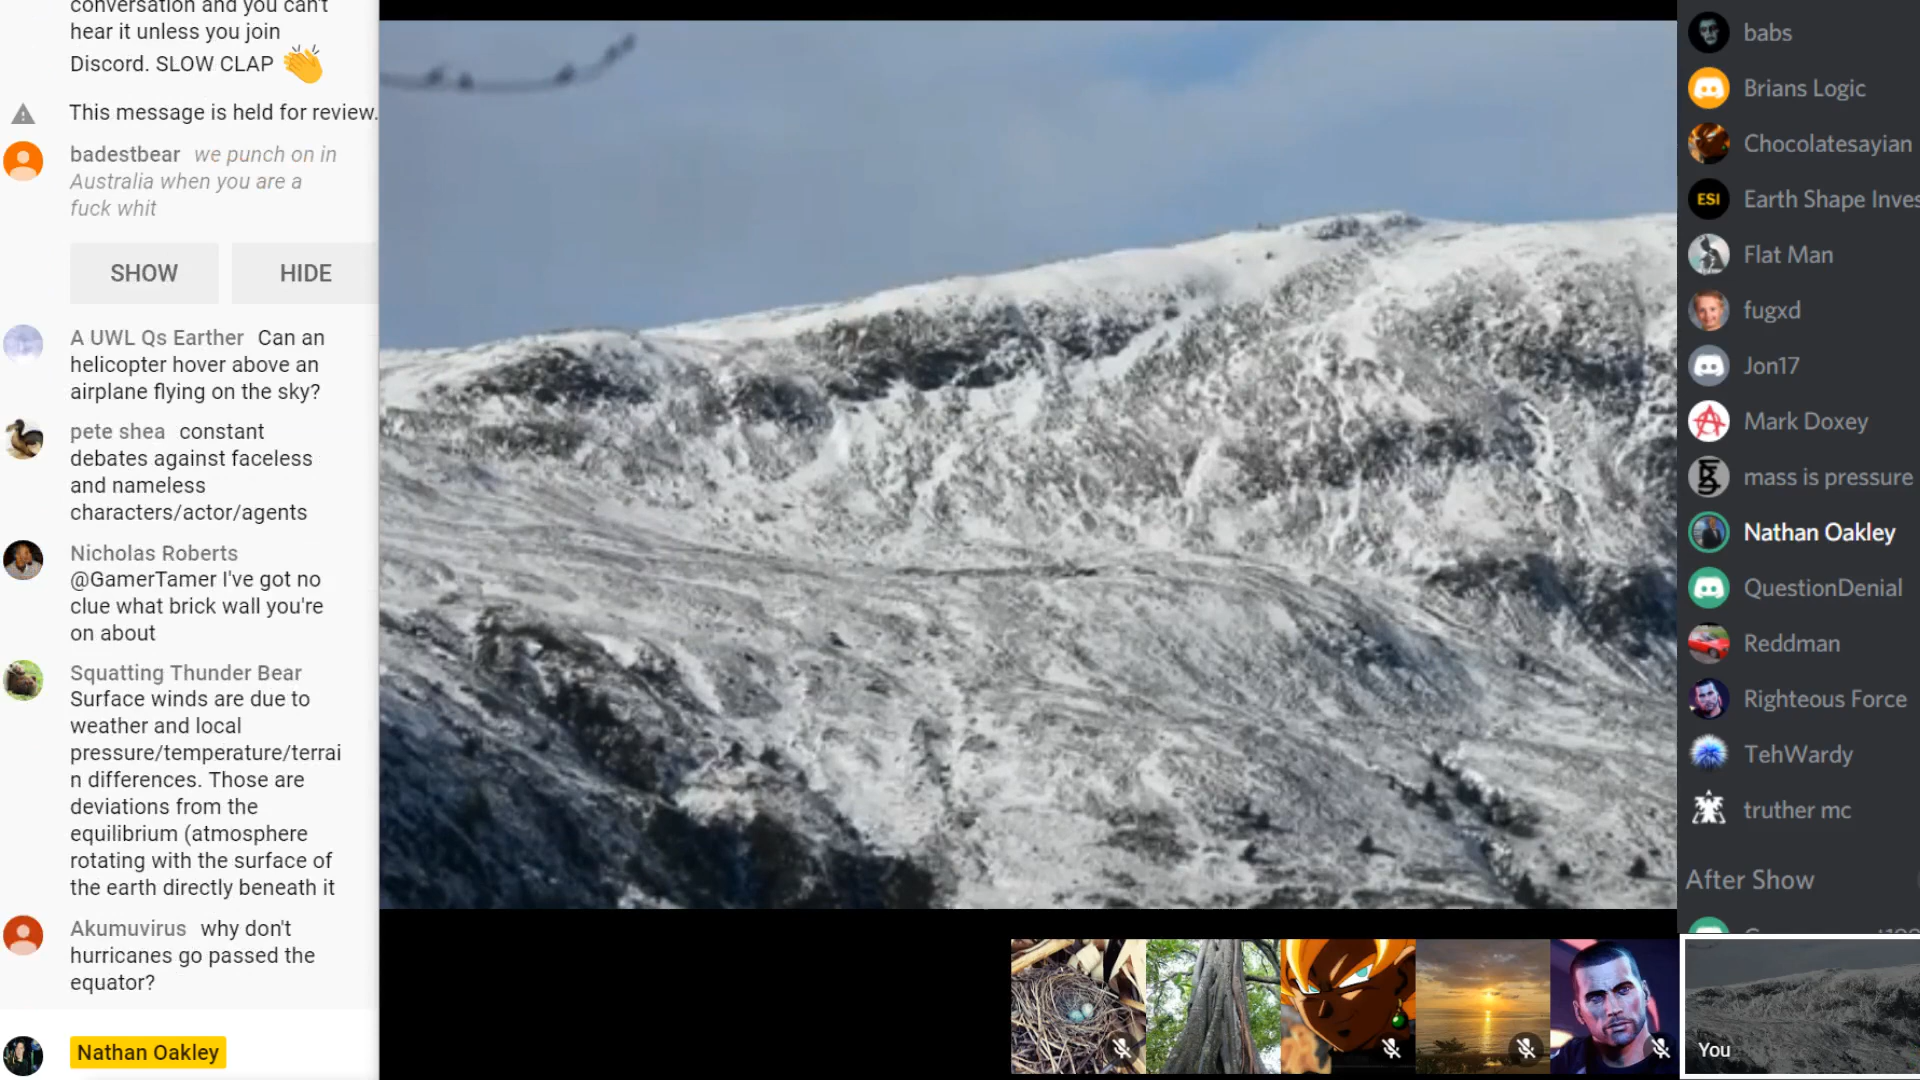 conversation and you can't
hear it unless you join
Discord. SLOW CLAP
This message is held for review.
badestbear we punch on in
Australia when you are a
fuck whit
SHOW
HIDE
A UWL Qs Earther Can an
helicopter hover above an
airplane flying on the sky?
pete shea constant
debates against faceless
and nameless
characters/actor/agents
Nicholas Roberts
@GamerTamer I've got no
clue what brick wall you're
on about
Squatting Thunder Bear
Surface winds are due to
weather and local
pressure/temperature/terrai
n differences. Those are
deviations from the
equilibrium (atmosphere
rotating with the surface of
the earth directly beneath it
Akumuvirus why don't
hurricanes go passed the
equator?
Nathan Oakley
babs
Brians Logic
Chocolatesayian
ESI
Earth Shape Inves
Flat Man
fugxd
Jon17
Mark Doxey
mass is pressure
Nathan Oakley
QuestionDenial
Reddman
Righteous Force
TehWardy
truther mc
After Show
You